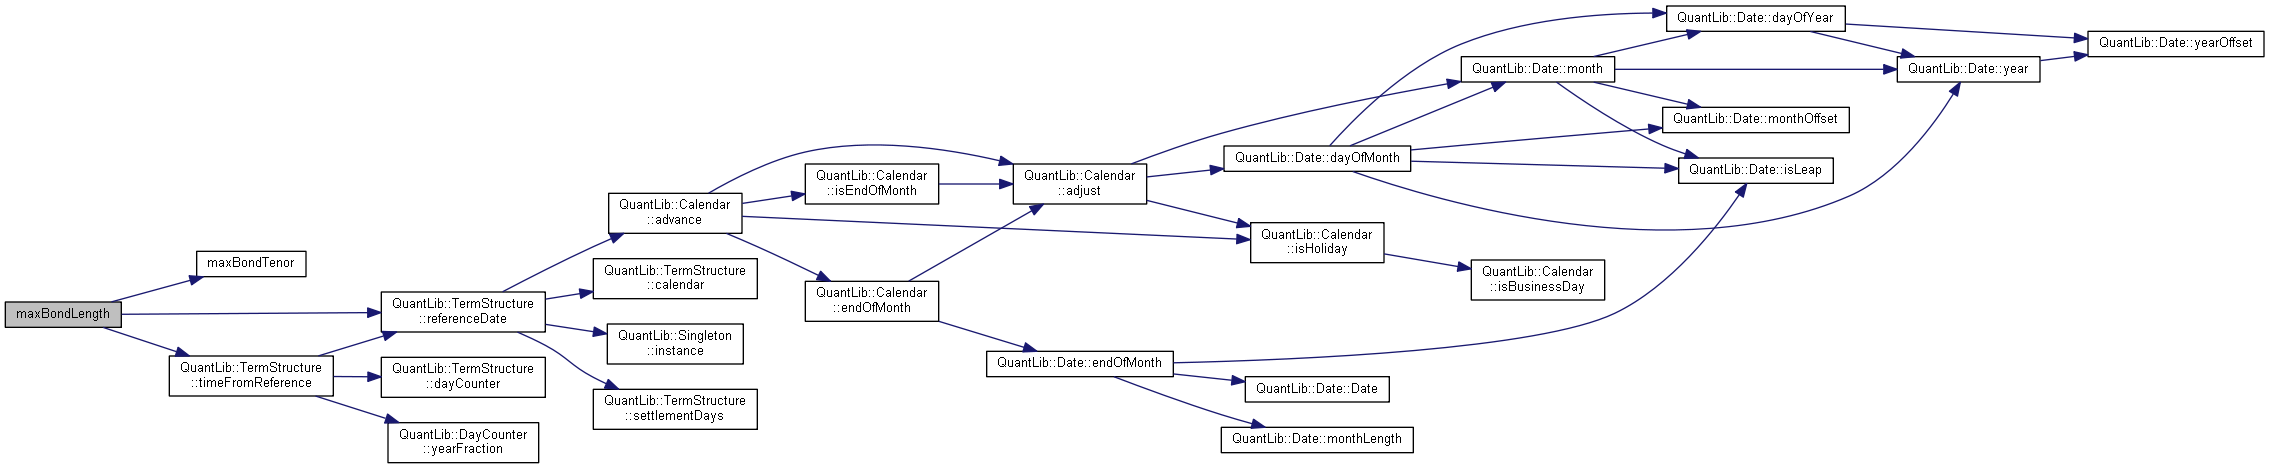 maxBondLength
maxBondTenor
QuantLib::TermStructure
::timeFromReference
QuantLib::TermStructure
::referenceDate
QuantLib::TermStructure
::dayCounter
QuantLib::DayCounter
::yearFraction
QuantLib::Calendar
::advance
QuantLib::TermStructure
::calendar
QuantLib::Singleton
::instance
QuantLib::TermStructure
::settlementDays
QuantLib::Calendar
::isEndOfMonth
QuantLib::Calendar
::endOfMonth
QuantLib::Calendar
::adjust
QuantLib::Date::endOfMonth
QuantLib::Date::dayOfMonth
QuantLib::Calendar
::isHoliday
QuantLib::Date::Date
QuantLib::Date::monthLength
QuantLib::Date::month
QuantLib::Calendar
::isBusinessDay
QuantLib::Date::dayOfYear
QuantLib::Date::monthOffset
QuantLib::Date::isLeap
QuantLib::Date::year
QuantLib::Date::yearOffset